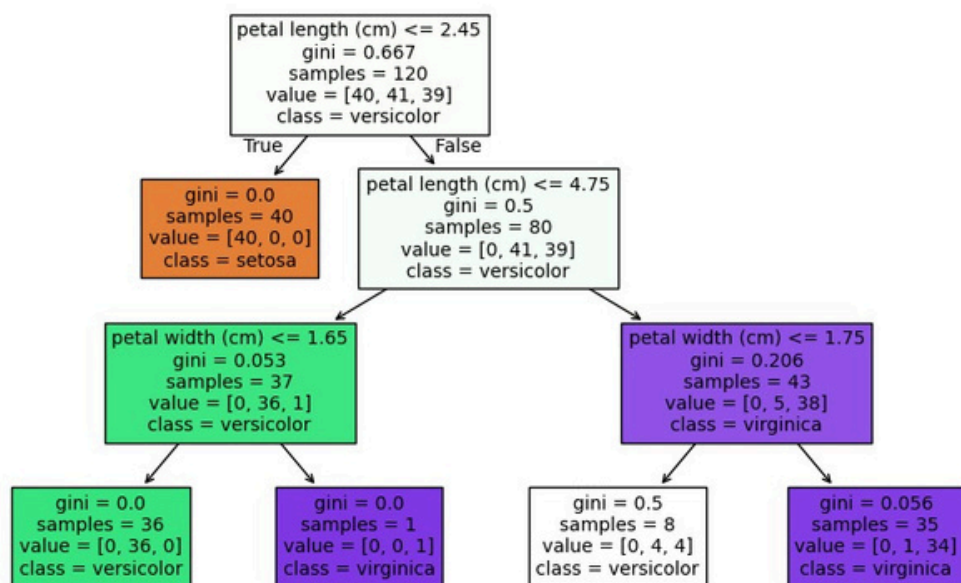 petal length (cm) <= 2.45
gini = 0.667
samples = 120
value = [40, 41, 39]
class = versicolor
True
False
gini = 0.0
samples = 40
value = [40, 0, 0]
class = setosa
petal length (cm) <= 4.75
gini = 0.5
samples = 80
value = [0, 41, 39]
class = versicolor
petal width (cm) <= 1.65
gini = 0.053
samples = 37
value = [0, 36, 1]
class = versicolor
petal width (cm) <= 1.75
gini = 0.206
samples = 43
value = [0, 5, 38]
class = virginica
gini = 0.0
samples = 36
value = [0, 36, 0]
class = versicolor
gini = 0.0
samples = 1
value = [0, 0, 1]
class = virginica
gini = 0.5
samples = 8
value = [0, 4, 4]
class = versicolor
gini = 0.056
samples = 35
value = [0, 1, 34]
class = virginica